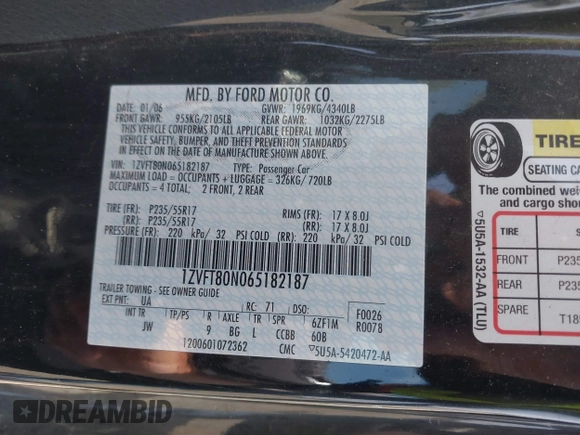 MFD. BY FORD MOTOR CO.
DATE: 01/06 GVWR: 1969KG/4340LB
FRONT GAWR: 955KG/2105LB REAR GAWR: 1032KG/2275LB
THIS VEHICLE CONFORMS TO ALL APPLICABLE FEDERAL MOTOR
VEHICLE SAFETY, BUMPER, AND THEFT PREVENTION STANDARDS
IN EFFECT ON THE DATE OF MANUFACTURE SHOWN ABOVE.
VIN: 1ZVFT80N065182187 TYPE: Passenger Car
MAXIMUM LOAD = OCCUPANTS + LUGGAGE = 326KG/720LB
OCCUPANTS = 4 TOTAL: 2 FRONT, 2 REAR
TIRE(FR): P235/55R17 RIMS(FR): 17 X 8.0J
TIRE(RR): P235/55R17 RIMS(RR): 17 X 8.0J
PRESSURE(FR): 220 kPa/ 32 PSI COLD (RR): 220 kPa/ 32 PSI COLD
1ZVFT80N065182187
TRAILER TOWING - SEE OWNER GUIDE
EXT PNT: UA RC: 71 DSO: F0026
INT TR TP/PS R AXLE TR SPR 6ZF1M R0078
JW 9 BG L CCBB 60B
1200601072362 CMC ▽5U5A-5420472-AA
TIRE
SEATING CA
The combined wei
and cargo shou
TIRE S
FRONT P235
REAR P235
SPARE T185
▽5U5A-1532-AA (TLU)
DREAMBID